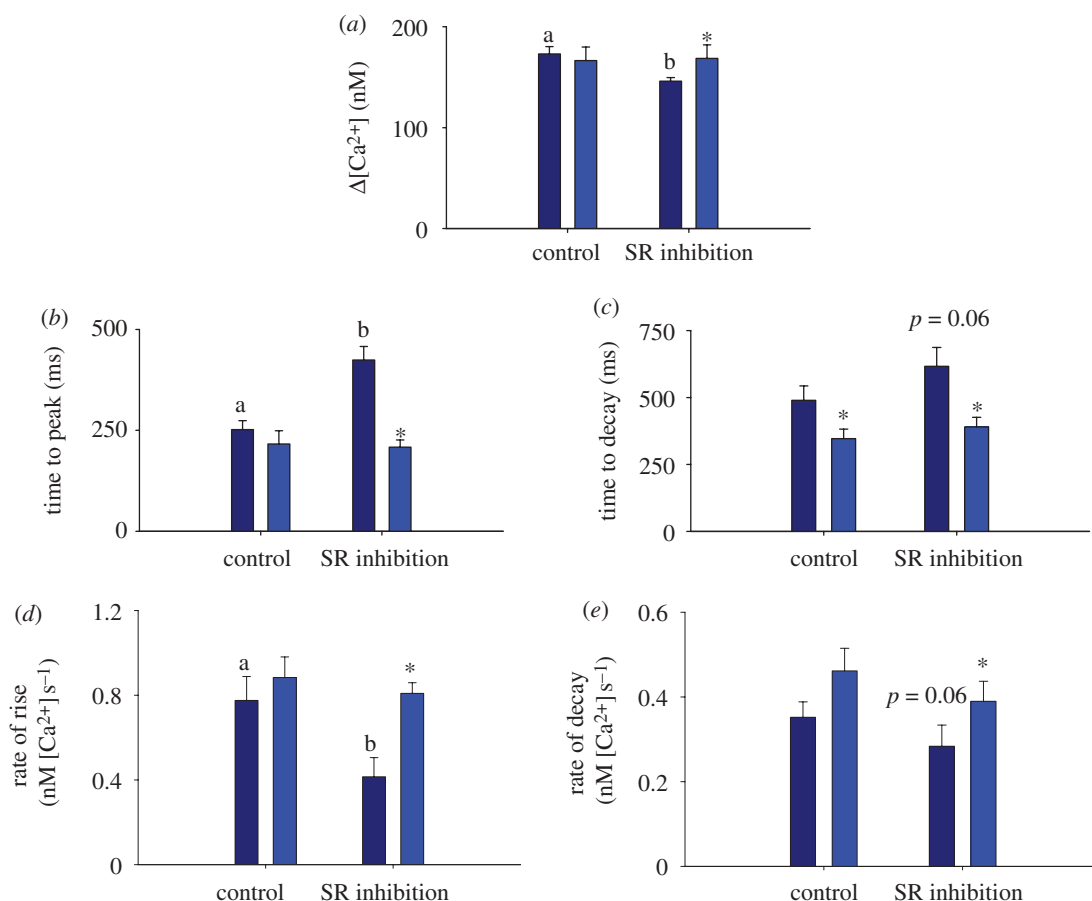 (a)
200
100
0
Δ[Ca²⁺] (nM)
a
b
*
control
SR inhibition
(b)
500
250
0
time to peak (ms)
a
b
*
control
SR inhibition
(c)
750
500
250
0
time to decay (ms)
*
p = 0.06
*
control
SR inhibition
(d)
1.2
0.8
0.4
0
rate of rise
(nM [Ca²⁺] s⁻¹)
a
b
*
control
SR inhibition
(e)
0.6
0.4
0.2
0
rate of decay
(nM [Ca²⁺] s⁻¹)
p = 0.06
*
control
SR inhibition